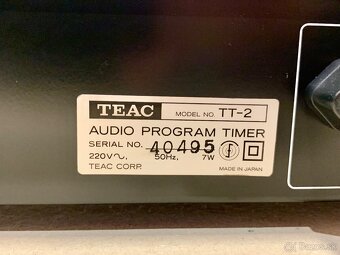 TEAC MODEL NO. TT-2
AUDIO PROGRAM TIMER
SERIAL NO. 40495
220V~, 50Hz, 7W
TEAC CORP. MADE IN JAPAN